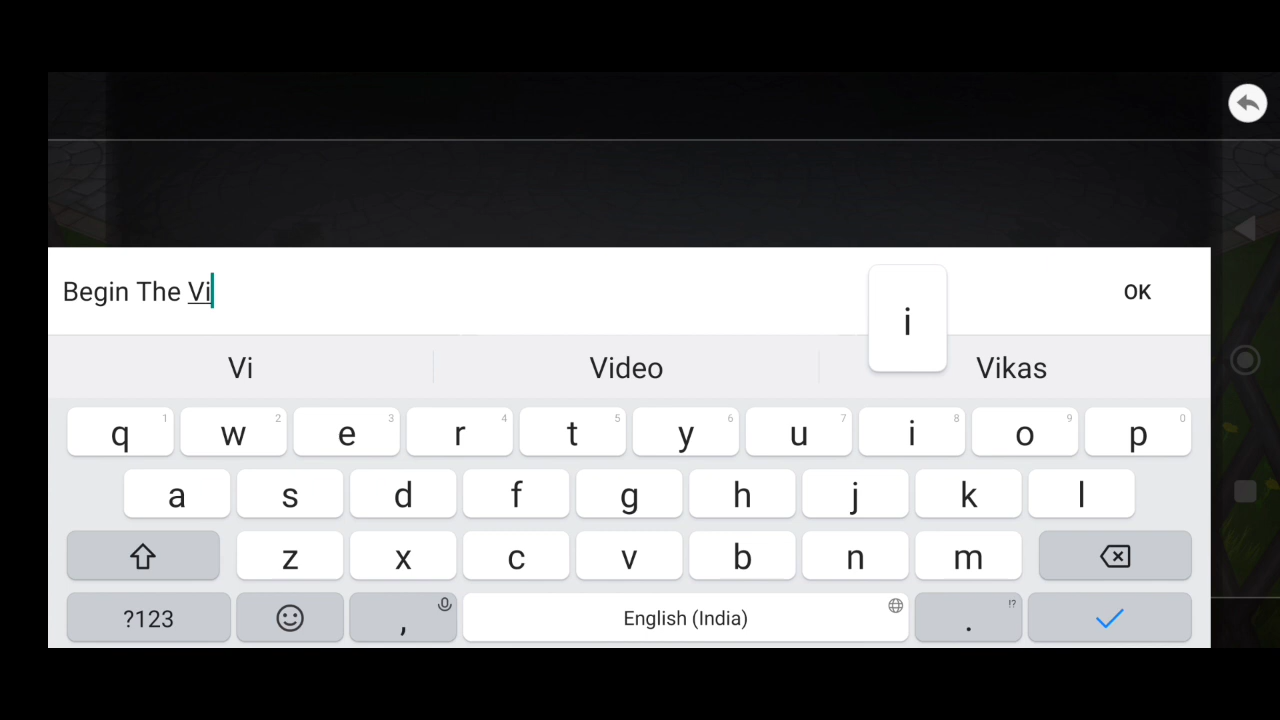 Begin The Vi
OK
i
Vi Video Vikas
q 1 w 2 e 3 r 4 t 5 y 6 u 7 i 8 o 9 p 0
a s d f g h j k l
z x c v b n m
?123 , English (India) . !?